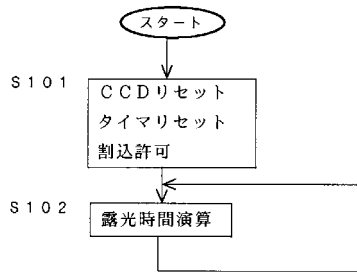 スタート
S101
CCDリセット
タイマリセット
割込許可
S102
露光時間演算